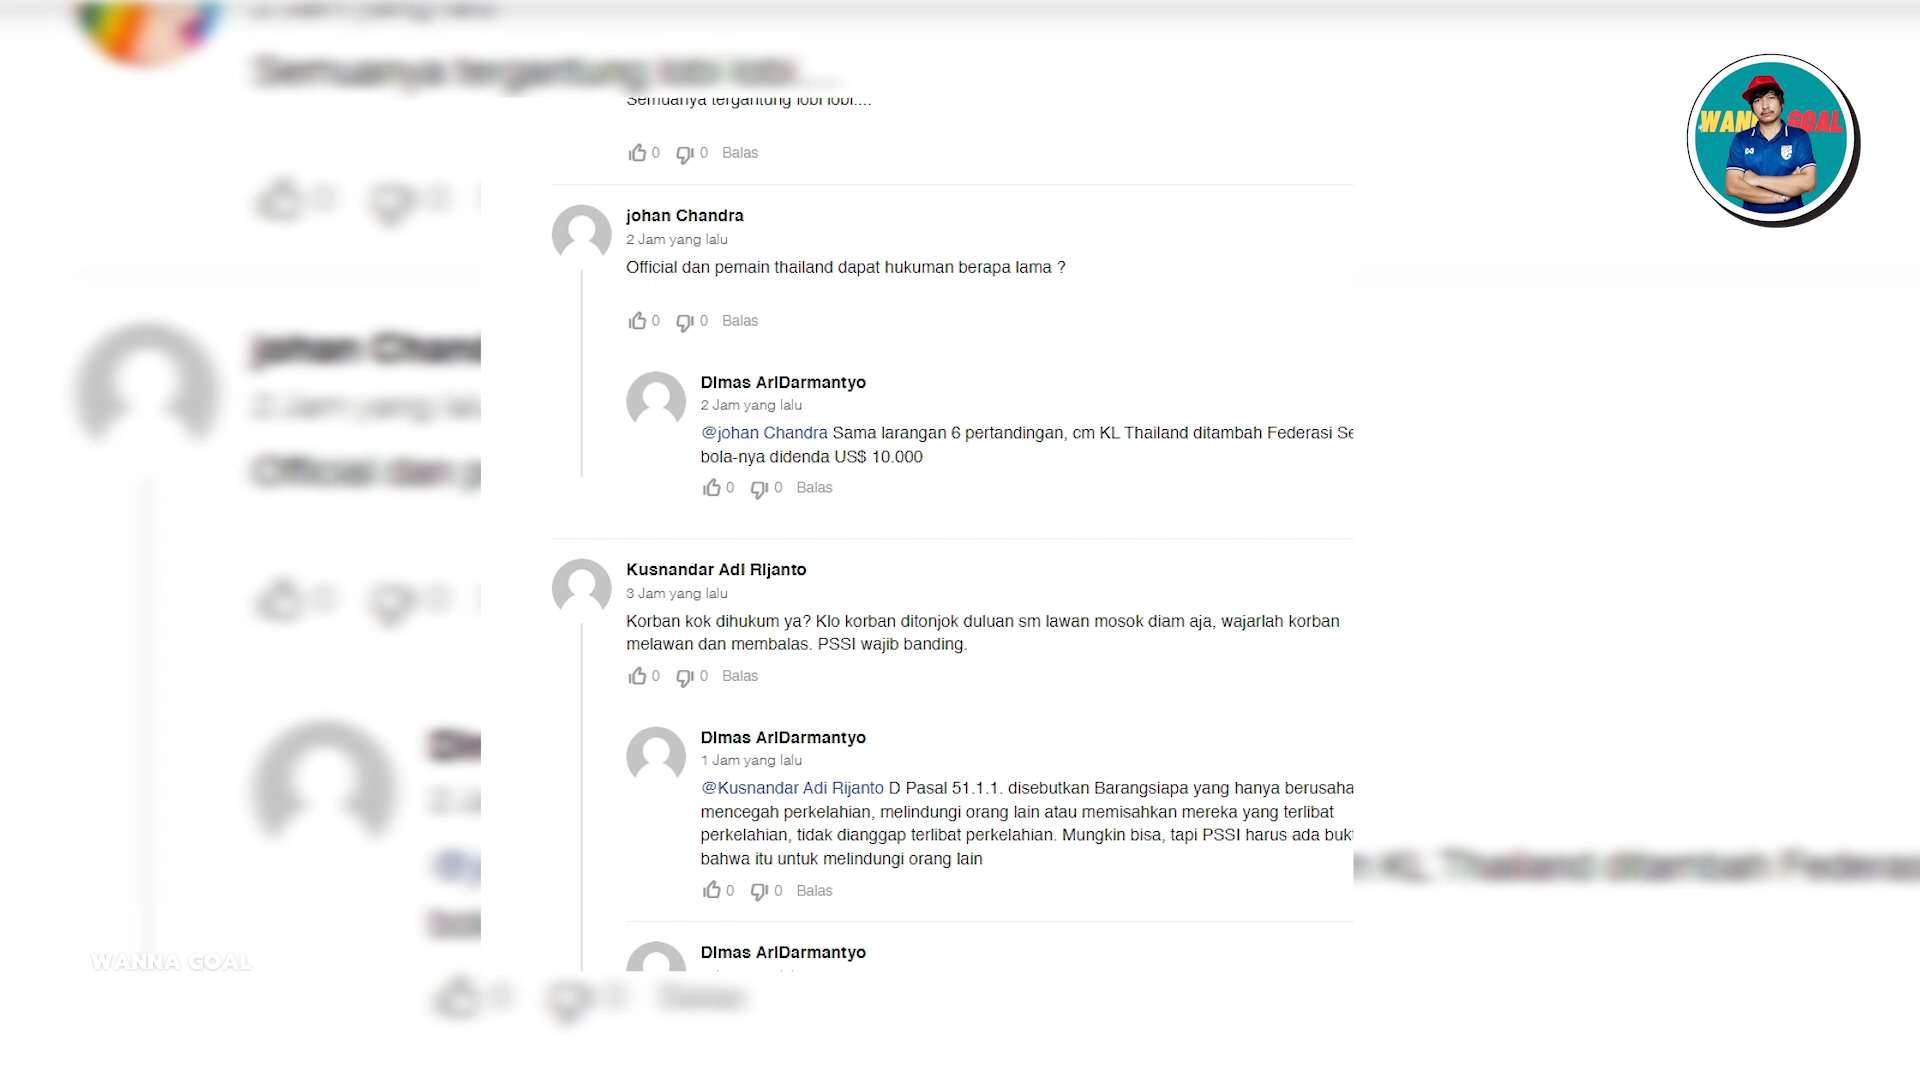 Semuanya tergantung lobi lobi....
0 0 Balas
WANNA GOAL
johan Chandra
2 Jam yang lalu
Official dan pemain thailand dapat hukuman berapa lama ?
0 0 Balas
DImas ArIDarmantyo
2 Jam yang lalu
@johan Chandra Sama larangan 6 pertandingan, cm KL Thailand ditambah Federasi Se
bola-nya didenda US$ 10.000
0 0 Balas
Kusnandar AdI RIjanto
3 Jam yang lalu
Korban kok dihukum ya? Klo korban ditonjok duluan sm lawan mosok diam aja, wajarlah korban
melawan dan membalas. PSSI wajib banding.
0 0 Balas
DImas ArIDarmantyo
1 Jam yang lalu
@Kusnandar Adi Rijanto D Pasal 51.1.1. disebutkan Barangsiapa yang hanya berusaha
mencegah perkelahian, melindungi orang lain atau memisahkan mereka yang terlibat
perkelahian, tidak dianggap terlibat perkelahian. Mungkin bisa, tapi PSSI harus ada bukt
bahwa itu untuk melindungi orang lain
0 0 Balas
DImas ArIDarmantyo
WANNA GOAL